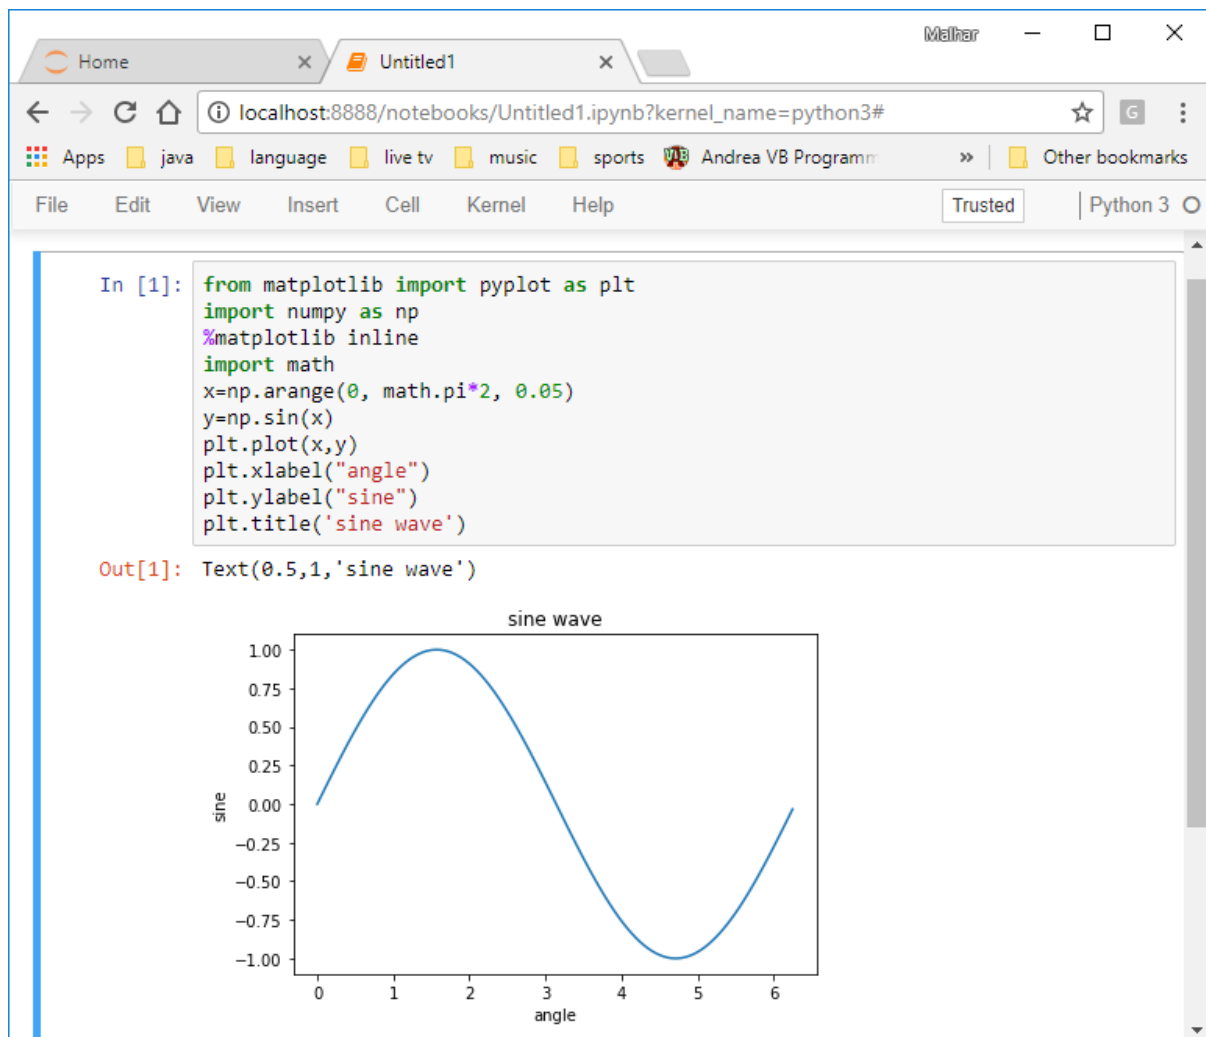 Malhar
Home Untitled1
localhost:8888/notebooks/Untitled1.ipynb?kernel_name=python3# G
Apps java language live tv music sports VB Andrea VB Programm » Other bookmarks
File Edit View Insert Cell Kernel Help Trusted Python 3
In [1]: from matplotlib import pyplot as plt
import numpy as np
%matplotlib inline
import math
x=np.arange(0, math.pi*2, 0.05)
y=np.sin(x)
plt.plot(x,y)
plt.xlabel("angle")
plt.ylabel("sine")
plt.title('sine wave')
Out[1]: Text(0.5,1,'sine wave')
sine wave
1.00
0.75
0.50
0.25
0.00
−0.25
−0.50
−0.75
−1.00
sine
0 1 2 3 4 5 6
angle